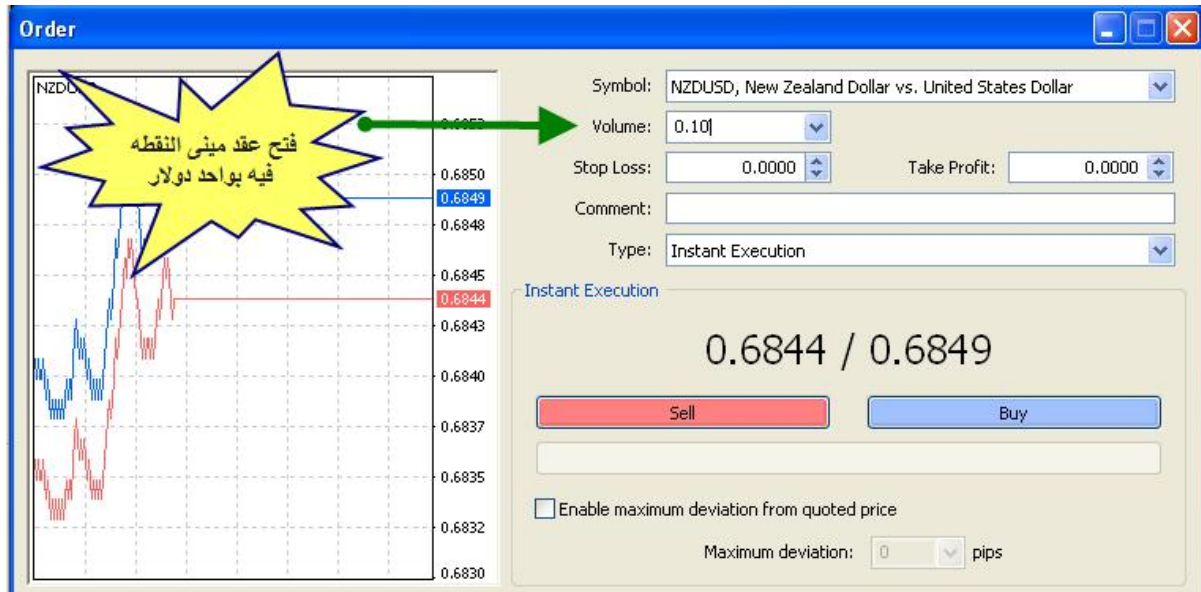 Order
NZDU
فتح عقد مينى النقطه
فيه بواحد دولار
0.6850
0.6849
0.6848
0.6845
0.6844
0.6843
0.6840
0.6837
0.6835
0.6832
0.6830
Symbol: NZDUSD, New Zealand Dollar vs. United States Dollar
Volume: 0.10
Stop Loss: 0.0000 Take Profit: 0.0000
Comment:
Type: Instant Execution
Instant Execution
0.6844 / 0.6849
Sell Buy
Enable maximum deviation from quoted price
Maximum deviation: 0 pips